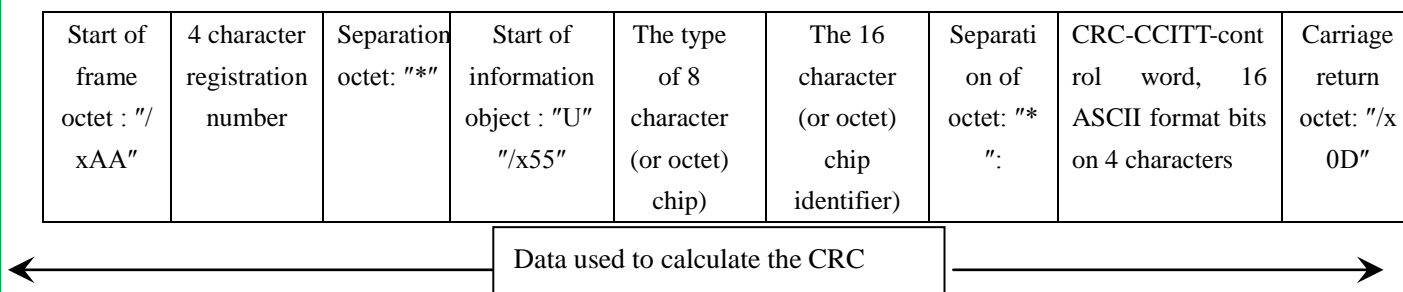 Start of
frame
octet : "/
xAA"
4 character
registration
number
Separation
octet: "*"
Start of
information
object : "U"
"/x55"
The type
of 8
character
(or octet)
chip)
The 16
character
(or octet)
chip
identifier)
Separati
on of
octet: "*
":
CRC-CCITT-cont
rol word, 16
ASCII format bits
on 4 characters
Carriage
return
octet: "/x
0D"
Data used to calculate the CRC